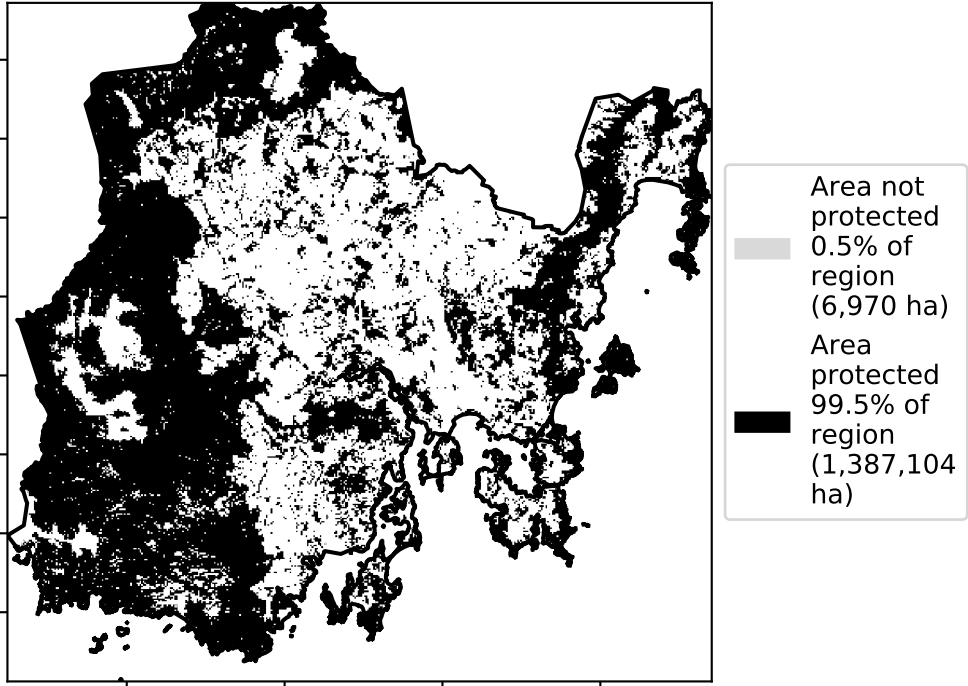 Area not
protected
0.5% of
region
(6,970 ha)
Area
protected
99.5% of
region
(1,387,104
ha)